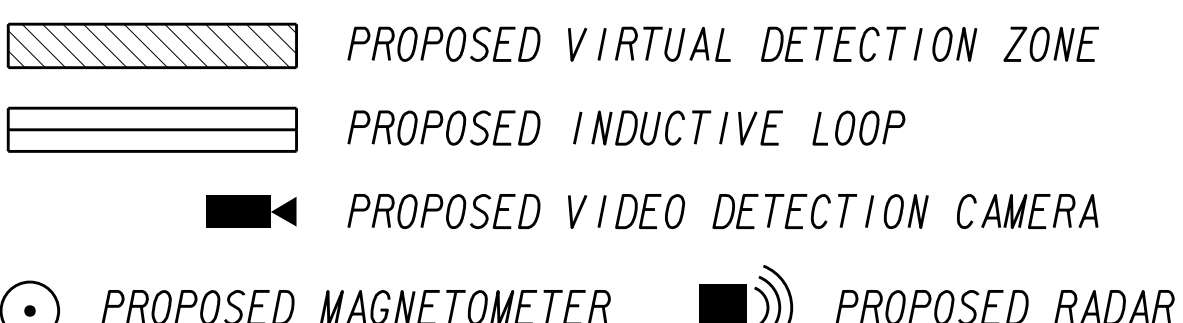 PROPOSED VIRTUAL DETECTION ZONE
PROPOSED INDUCTIVE LOOP
PROPOSED VIDEO DETECTION CAMERA
PROPOSED MAGNETOMETER PROPOSED RADAR